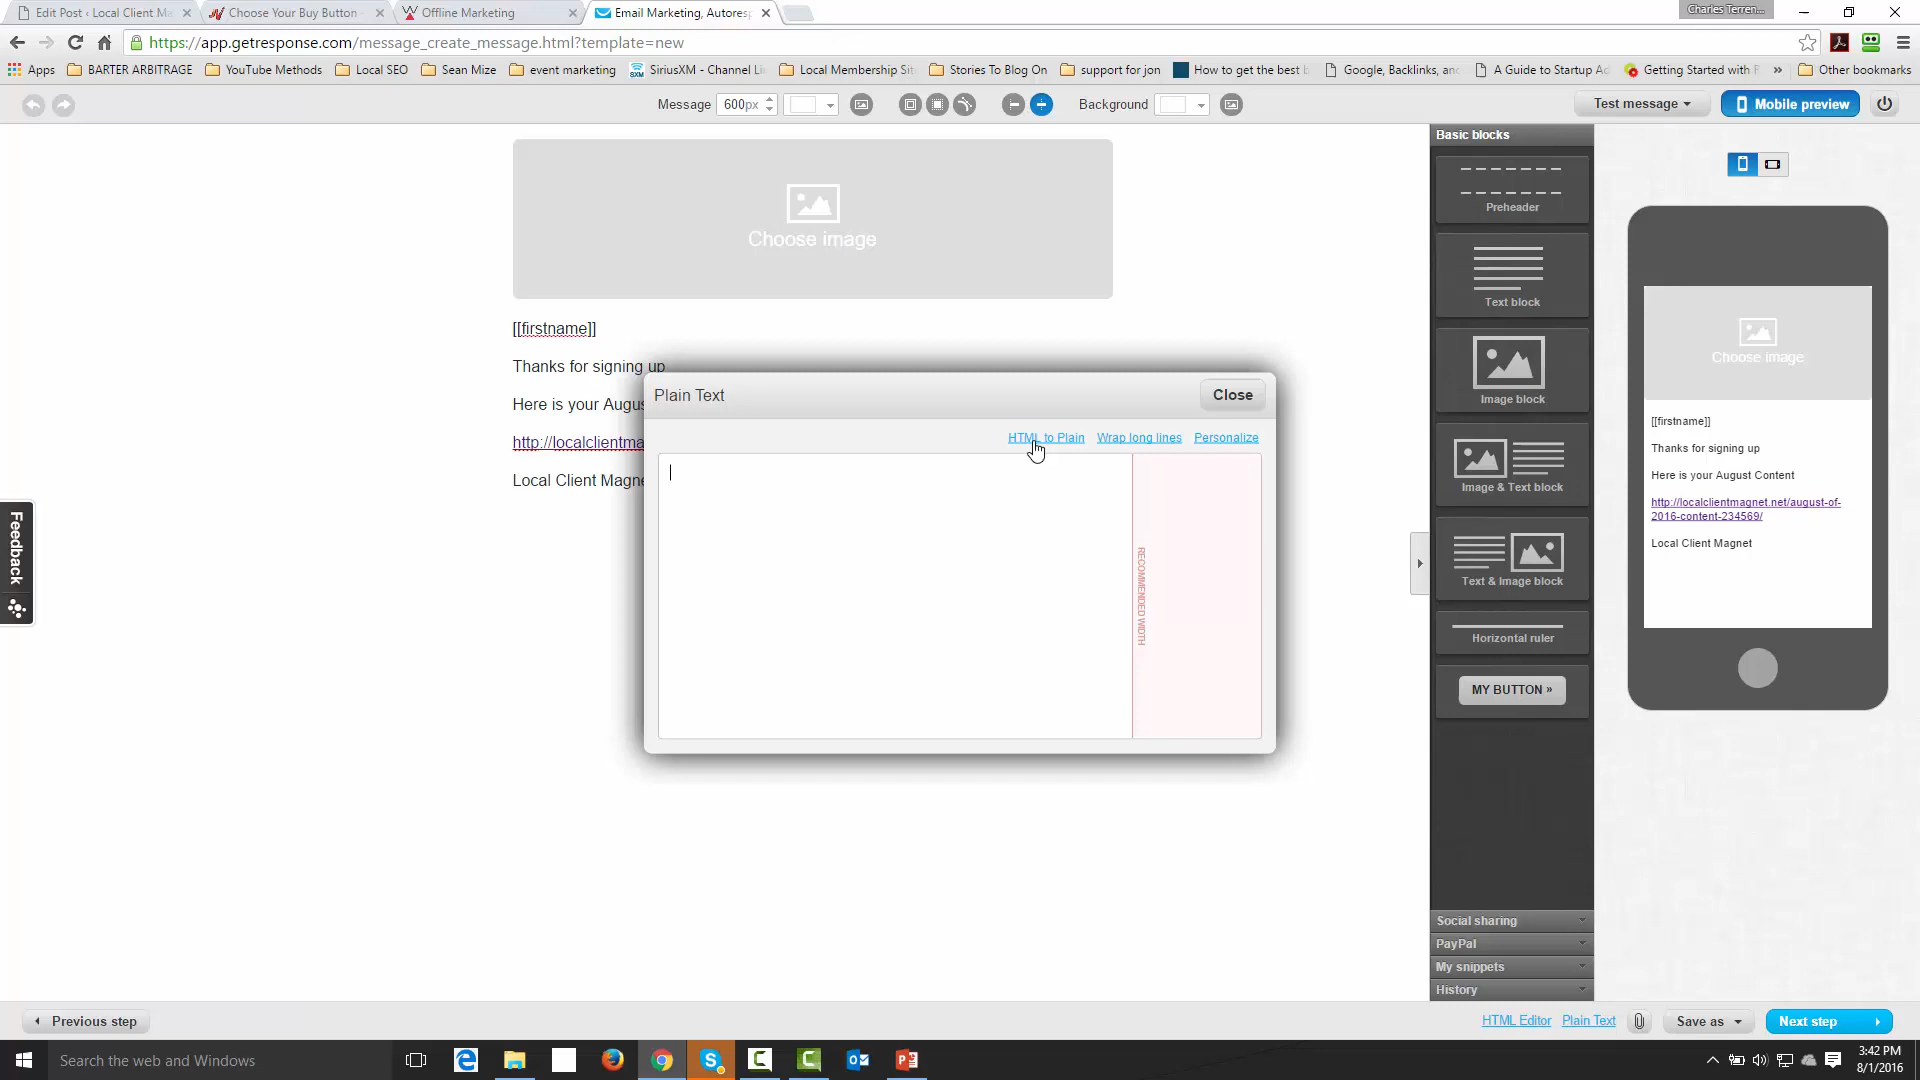 Edit Post ‹ Local Client Ma
Choose Your Buy Button
Offline Marketing
Email Marketing, Autoresp
Charles Terren...
https://app.getresponse.com/message_create_message.html?template=new
Apps
BARTER ARBITRAGE
YouTube Methods
Local SEO
Sean Mize
event marketing
SiriusXM - Channel Li
Local Membership Sit
Stories To Blog On
support for jon
How to get the best b
Google, Backlinks, and
A Guide to Startup Ad
Getting Started with F
»
Other bookmarks
Message
600px
Background
Test message
Mobile preview
Choose image
[[firstname]]
Thanks for signing up
Here is your Augus
http://localclientma
Local Client Magne
Plain Text
Close
HTML to Plain
Wrap long lines
Personalize
RECOMMENDED WIDTH
Feedback
Basic blocks
Preheader
Text block
Image block
Image & Text block
Text & Image block
Horizontal ruler
MY BUTTON »
Social sharing
PayPal
My snippets
History
Choose image
[[firstname]]
Thanks for signing up
Here is your August Content
http://localclientmagnet.net/august-of-
2016-content-234569/
Local Client Magnet
Previous step
HTML Editor
Plain Text
Save as
Next step
Search the web and Windows
3:42 PM
8/1/2016